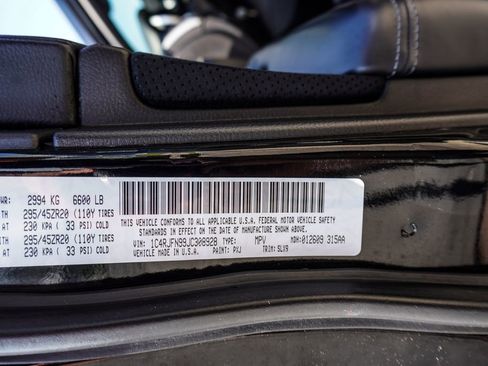 WR: 2994 KG 6600 LB
TH 295/45ZR20 (110Y TIRES
AT 230 KPA ( 33 PSI) COLD
TH 295/45ZR20 (110Y TIRES
AT 230 KPA ( 33 PSI) COLD
THIS VEHICLE CONFORMS TO ALL APPLICABLE U.S.A. FEDERAL MOTOR VEHICLE SAFETY
STANDARDS IN EFFECT ON THE DATE OF MANUFACTURE SHOWN ABOVE.
VIN: 1C4RJFN99JC308928 TYPE: MPV MDH:012609 315AA
VEHICLE MADE IN U.S.A. PAINT: PXJ TRIM: SLX9